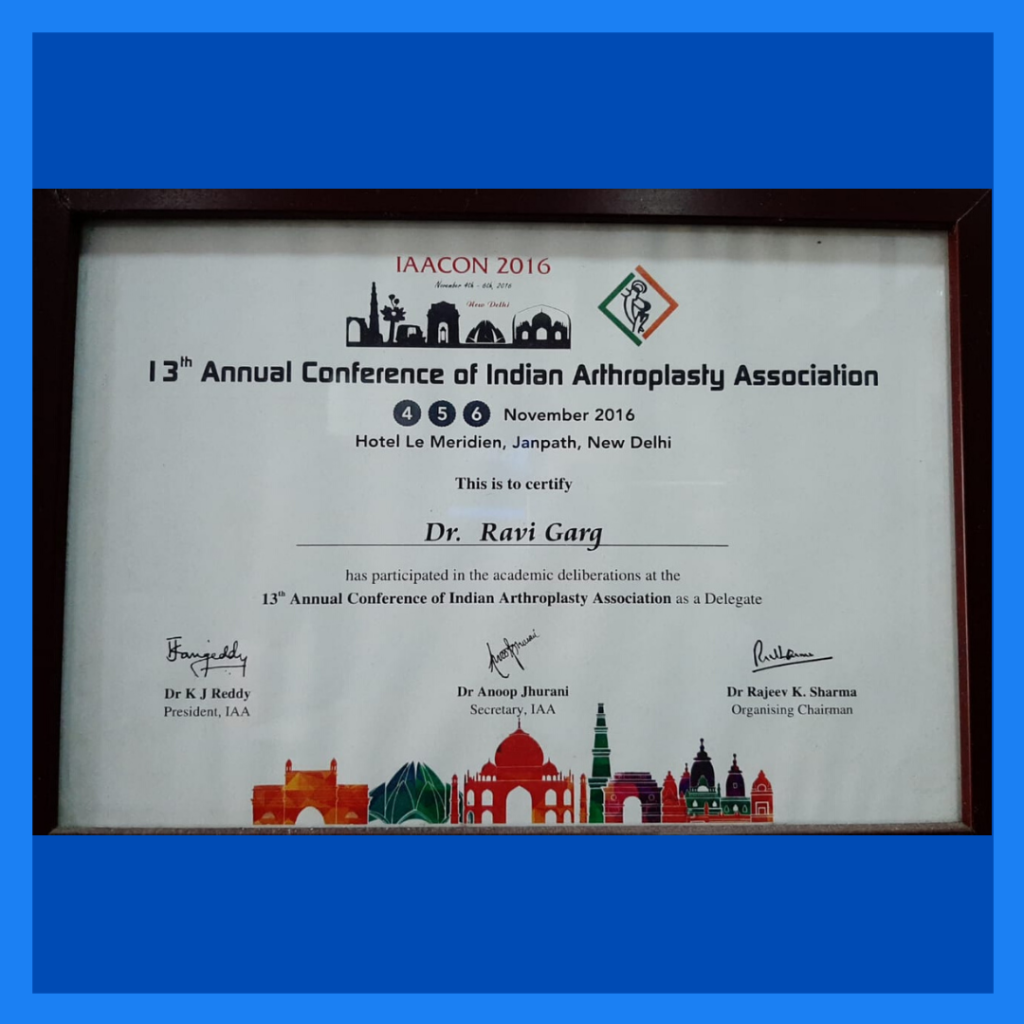 IAACON 2016
November 4th - 6th, 2016
New Delhi
13th Annual Conference of Indian Arthroplasty Association
4 5 6 November 2016
Hotel Le Meridien, Janpath, New Delhi
This is to certify
Dr. Ravi Garg
has participated in the academic deliberations at the
13th Annual Conference of Indian Arthroplasty Association as a Delegate
Dr K J Reddy
President, IAA
Dr Anoop Jhurani
Secretary, IAA
Dr Rajeev K. Sharma
Organising Chairman